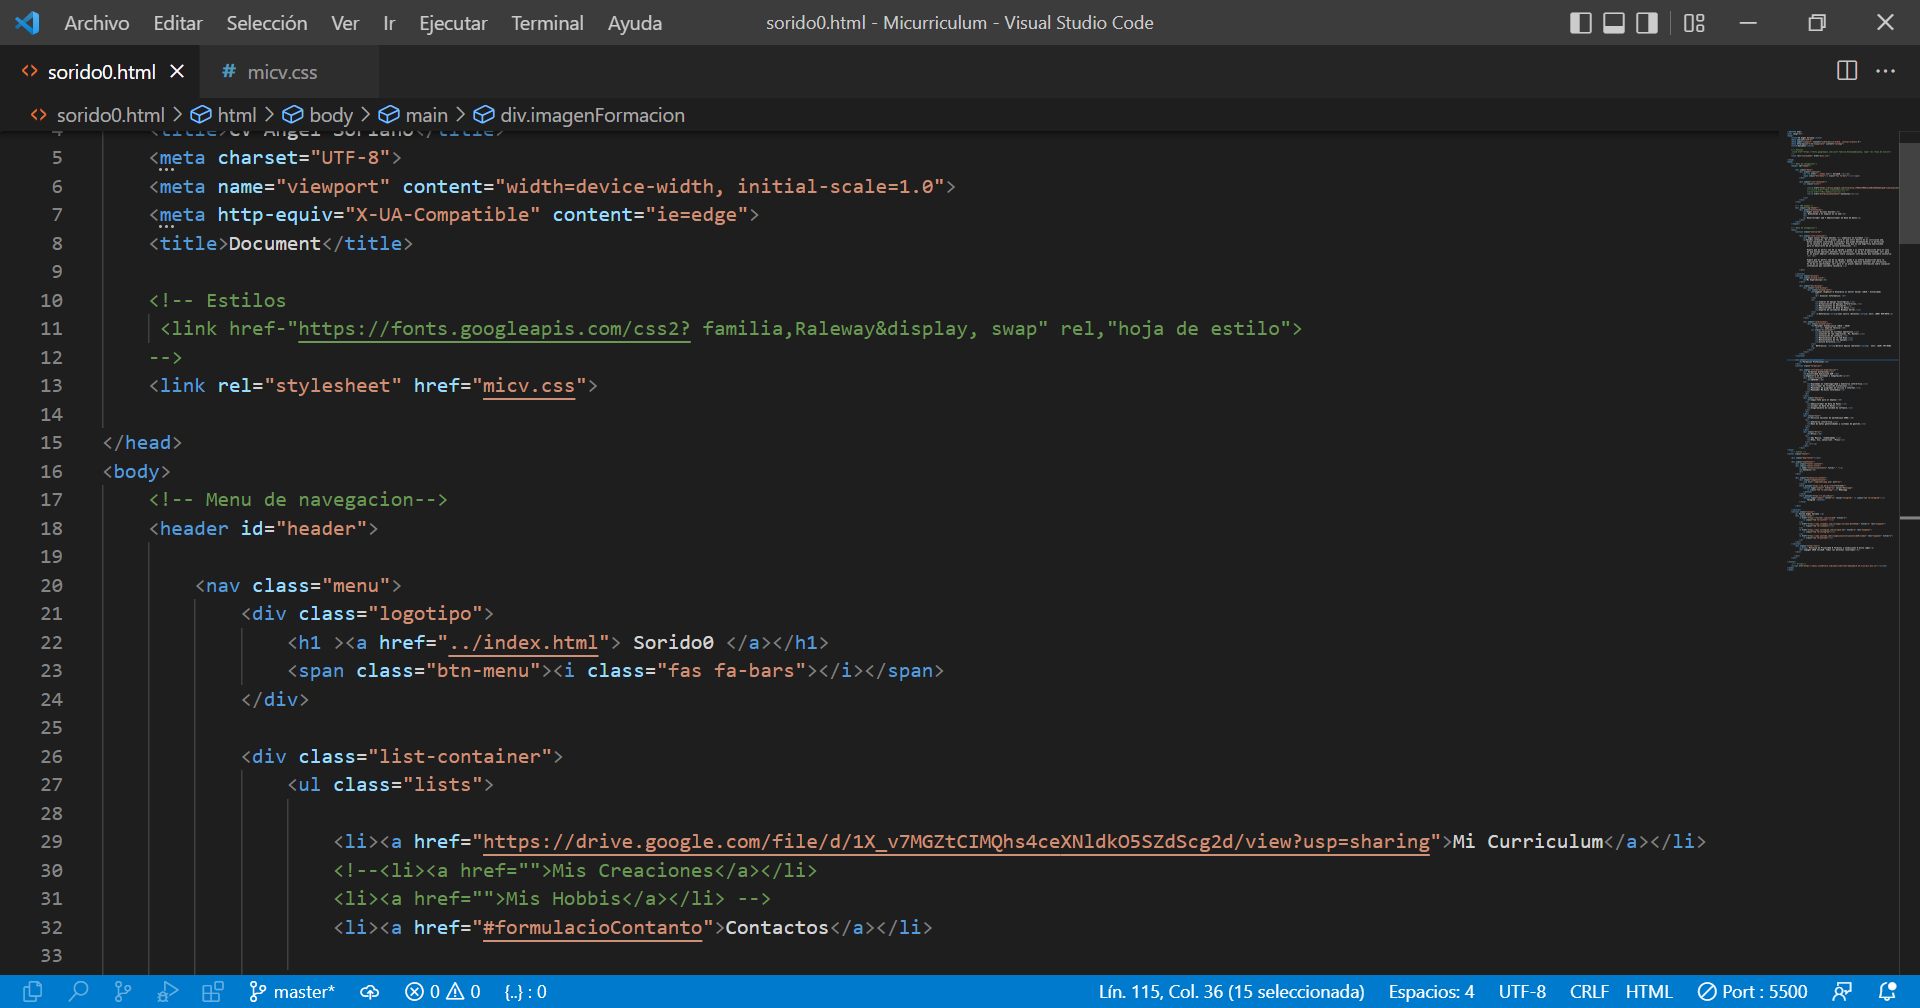 Archivo Editar Selección Ver Ir Ejecutar Terminal Ayuda sorido0.html - Micurriculum - Visual Studio Code
sorido0.html # micv.css
sorido0.html > html > body > main > div.imagenFormacion
4 <title>CV Angel Soriano</title>
5 <meta charset="UTF-8">
6 <meta name="viewport" content="width=device-width, initial-scale=1.0">
7 <meta http-equiv="X-UA-Compatible" content="ie=edge">
8 <title>Document</title>
9
10 <!-- Estilos
11 <link href-"https://fonts.googleapis.com/css2? familia,Raleway&display, swap" rel,"hoja de estilo">
12 -->
13 <link rel="stylesheet" href="micv.css">
14
15 </head>
16 <body>
17 <!-- Menu de navegacion-->
18 <header id="header">
19
20 <nav class="menu">
21 <div class="logotipo">
22 <h1 ><a href="../index.html"> Sorido0 </a></h1>
23 <span class="btn-menu"><i class="fas fa-bars"></i></span>
24 </div>
25
26 <div class="list-container">
27 <ul class="lists">
28
29 <li><a href="https://drive.google.com/file/d/1X_v7MGZtCIMQhs4ceXNldkO5SZdScg2d/view?usp=sharing">Mi Curriculum</a></li>
30 <!--<li><a href="">Mis Creaciones</a></li>
31 <li><a href="">Mis Hobbis</a></li> -->
32 <li><a href="#formulacioContanto">Contactos</a></li>
33
master* 0 0 {..} : 0 Lín. 115, Col. 36 (15 seleccionada) Espacios: 4 UTF-8 CRLF HTML Port : 5500